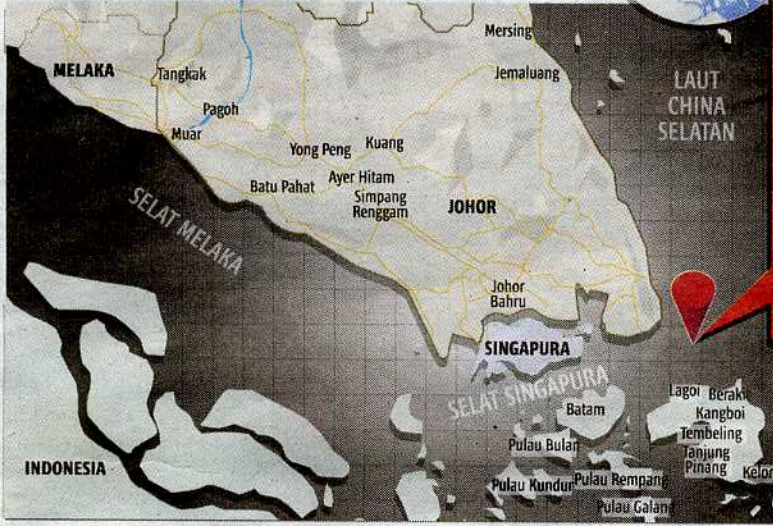 Mersing
MELAKA
Tangkak
Jemaluang
LAUT
CHINA
SELATAN
Pagoh
Muar
Yong Peng
Kuang
Ayer Hitam
Batu Pahat
Simpang
Renggam
JOHOR
SELAT MELAKA
Johor
Bahru
SINGAPURA
SELAT SINGAPURA
Lagoi
Berakit
Kangboi
Batam
Tembeling
Pulau Bulan
Tanjung
Pinang
INDONESIA
Kelon
Pulau Kundur
Pulau Rempang
Pulau Galang